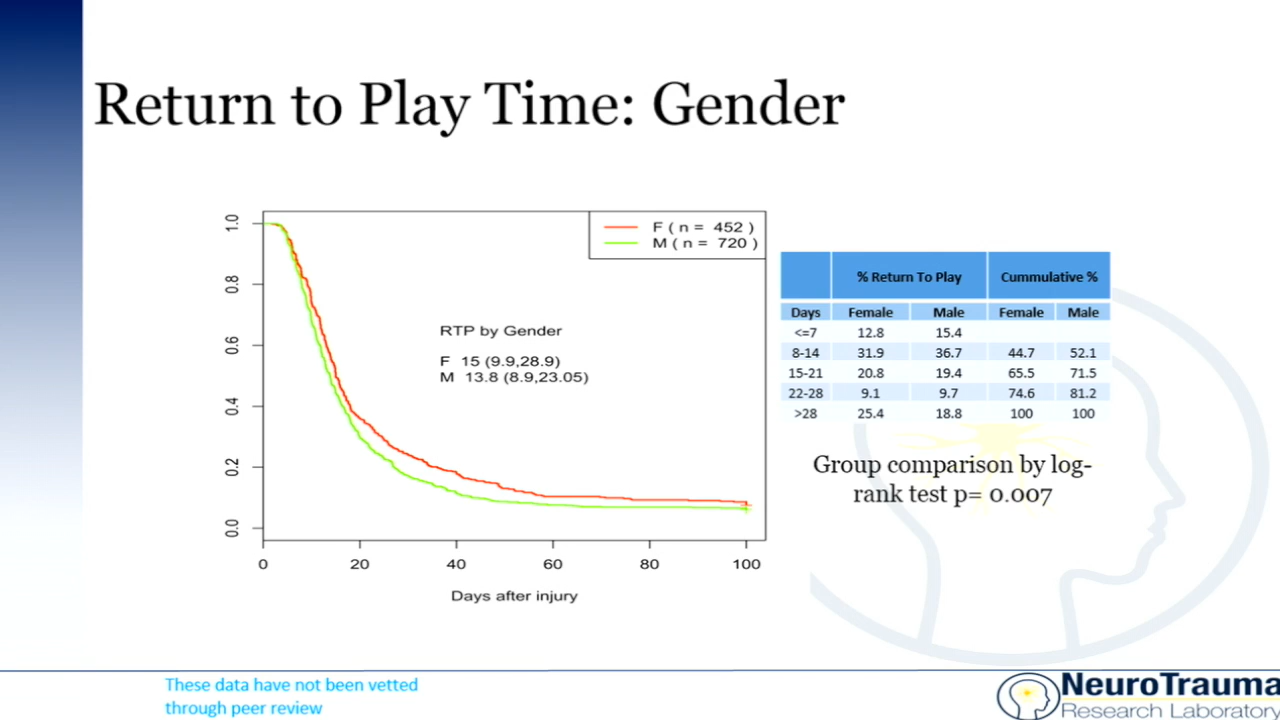 Return to Play Time: Gender
F ( n = 452 )
M ( n = 720 )
RTP by Gender
F 15 (9.9,28.9)
M 13.8 (8.9,23.05)
1.0
0.8
0.6
0.4
0.2
0.0
0 20 40 60 80 100
Days after injury
% Return To Play Cummulative %
Days Female Male Female Male
<=7 12.8 15.4
8-14 31.9 36.7 44.7 52.1
15-21 20.8 19.4 65.5 71.5
22-28 9.1 9.7 74.6 81.2
>28 25.4 18.8 100 100
Group comparison by log-
rank test p= 0.007
These data have not been vetted
through peer review
NeuroTrauma
Research Laboratory